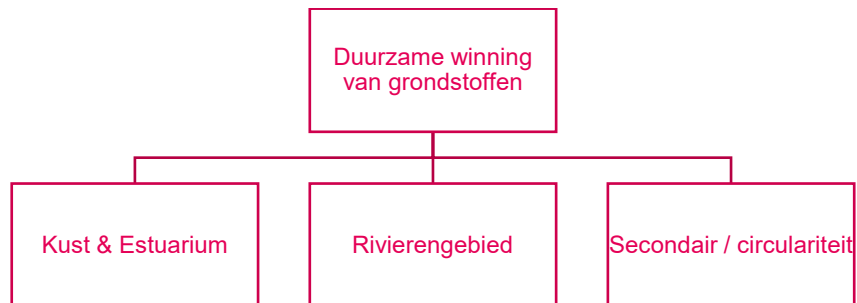 Duurzame winning
van grondstoffen
Kust & Estuarium
Rivierengebied
Secondair / circulariteit